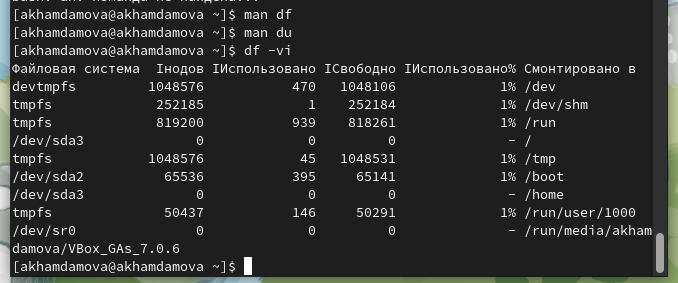 [akhamdamova@akhamdamova ~]$ man df
[akhamdamova@akhamdamova ~]$ man du
[akhamdamova@akhamdamova ~]$ df -vi
Файловая система Iнодов IИспользовано IСвободно IИспользовано% Смонтировано в
devtmpfs 1048576 470 1048106 1% /dev
tmpfs 252185 1 252184 1% /dev/shm
tmpfs 819200 939 818261 1% /run
/dev/sda3 0 0 0 - /
tmpfs 1048576 45 1048531 1% /tmp
/dev/sda2 65536 395 65141 1% /boot
/dev/sda3 0 0 0 - /home
tmpfs 50437 146 50291 1% /run/user/1000
/dev/sr0 0 0 0 - /run/media/akham
damova/VBox_GAs_7.0.6
[akhamdamova@akhamdamova ~]$